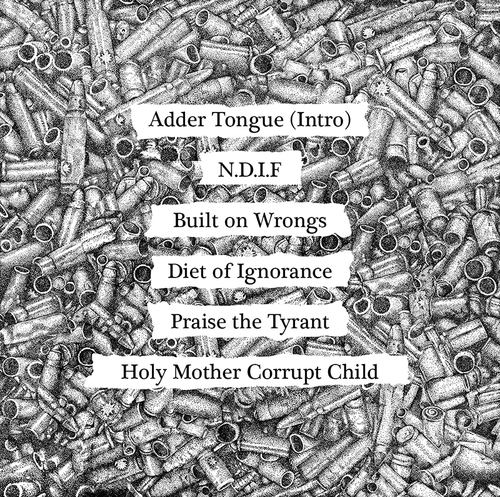 Adder Tongue (Intro)
N.D.I.F
Built on Wrongs
Diet of Ignorance
Praise the Tyrant
Holy Mother Corrupt Child